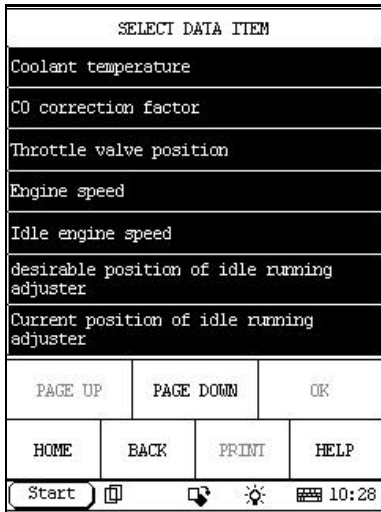 SELECT DATA ITEM
Coolant temperature
CO correction factor
Throttle valve position
Engine speed
Idle engine speed
desirable position of idle running
adjuster
Current position of idle running
adjuster
PAGE UP PAGE DOWN OK
HOME BACK PRINT HELP
Start 10:28